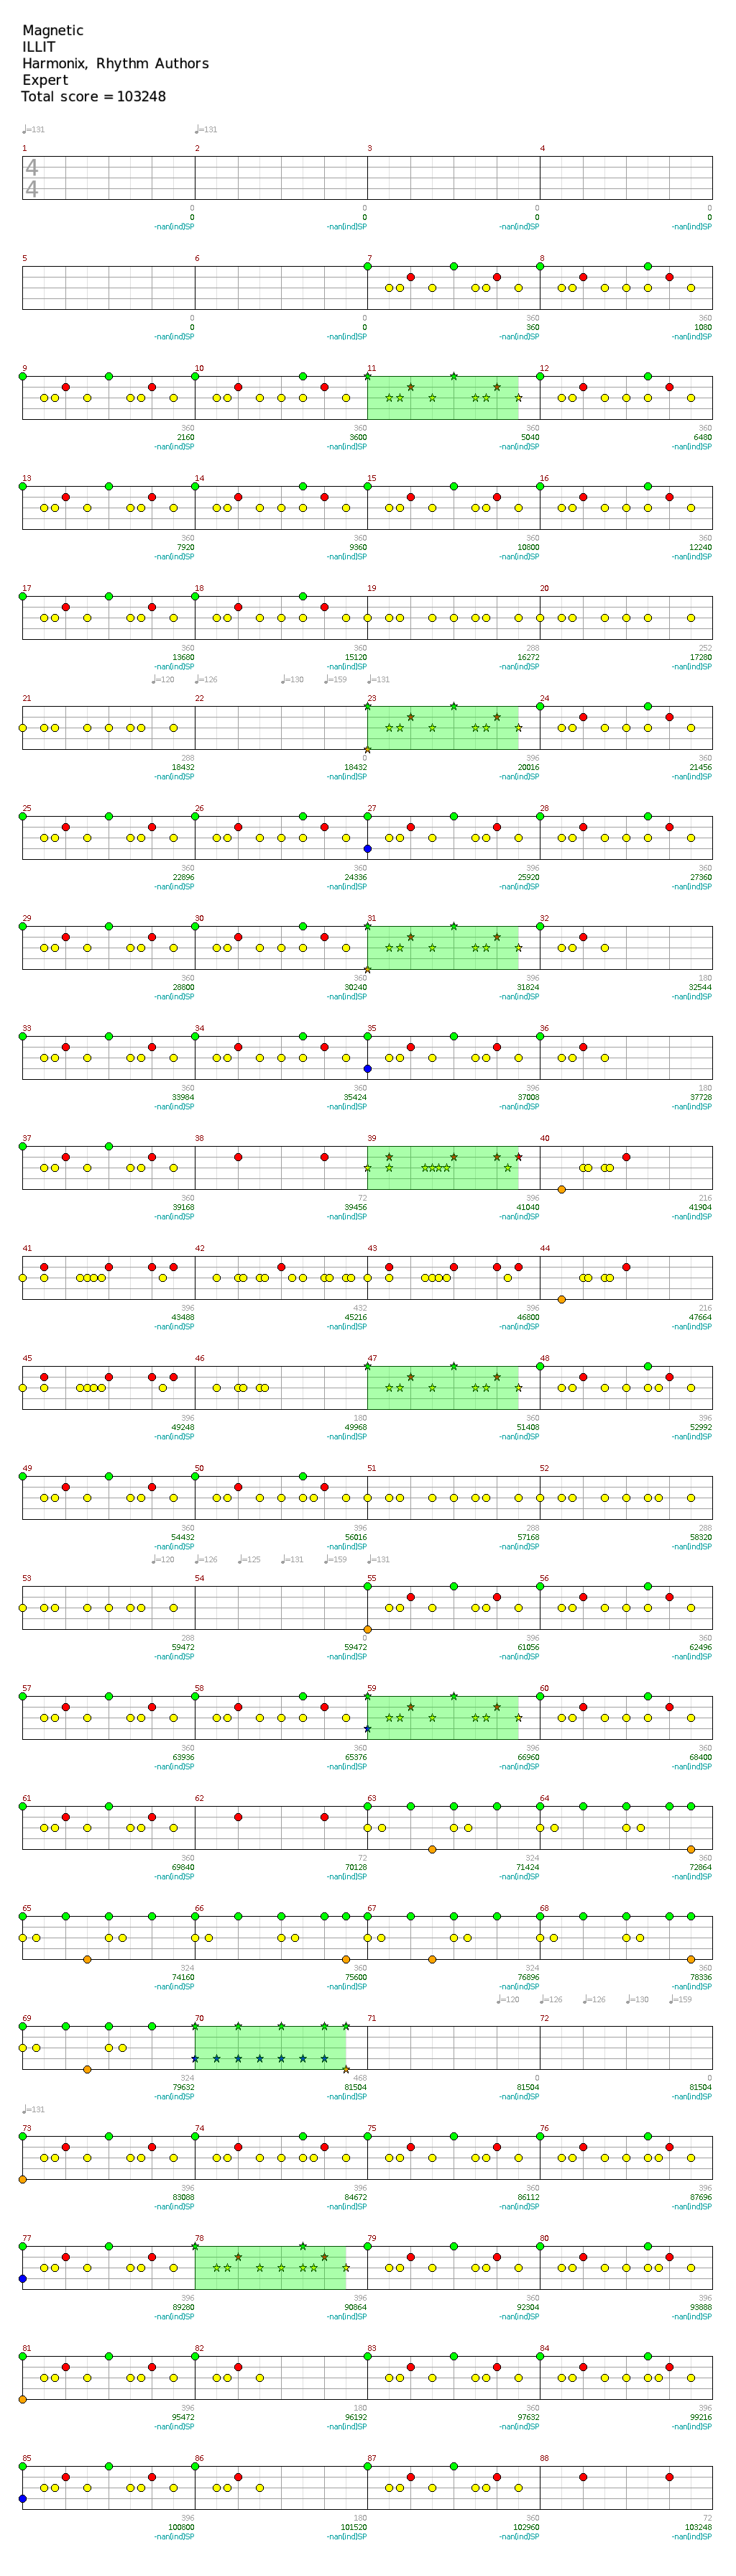 Magnetic
ILLIT
Harmonix, Rhythm Authors
Expert
Total score = 103248
♩=131 ♩=131
1 2 3 4
4
4
0 0 0 0
0 0 0 0
-nan(ind)SP -nan(ind)SP -nan(ind)SP -nan(ind)SP
5 6 7 8
0 0 360 360
0 0 360 1080
-nan(ind)SP -nan(ind)SP -nan(ind)SP -nan(ind)SP
9 10 11 12
360 360 360 360
2160 3600 5040 6480
-nan(ind)SP -nan(ind)SP -nan(ind)SP -nan(ind)SP
13 14 15 16
360 360 360 360
7920 9360 10800 12240
-nan(ind)SP -nan(ind)SP -nan(ind)SP -nan(ind)SP
17 18 19 20
360 360 288 252
13680 15120 16272 17280
-nan(ind)SP -nan(ind)SP -nan(ind)SP -nan(ind)SP
♩=120 ♩=126 ♩=130 ♩=159 ♩=131
21 22 23 24
288 0 396 360
18432 18432 20016 21456
-nan(ind)SP -nan(ind)SP -nan(ind)SP -nan(ind)SP
25 26 27 28
360 360 396 360
22896 24336 25920 27360
-nan(ind)SP -nan(ind)SP -nan(ind)SP -nan(ind)SP
29 30 31 32
360 360 396 180
28800 30240 31824 32544
-nan(ind)SP -nan(ind)SP -nan(ind)SP -nan(ind)SP
33 34 35 36
360 360 396 180
33984 35424 37008 37728
-nan(ind)SP -nan(ind)SP -nan(ind)SP -nan(ind)SP
37 38 39 40
360 72 396 216
39168 39456 41040 41904
-nan(ind)SP -nan(ind)SP -nan(ind)SP -nan(ind)SP
41 42 43 44
396 432 396 216
43488 45216 46800 47664
-nan(ind)SP -nan(ind)SP -nan(ind)SP -nan(ind)SP
45 46 47 48
396 180 360 396
49248 49968 51408 52992
-nan(ind)SP -nan(ind)SP -nan(ind)SP -nan(ind)SP
49 50 51 52
360 396 288 288
54432 56016 57168 58320
-nan(ind)SP -nan(ind)SP -nan(ind)SP -nan(ind)SP
♩=120 ♩=126 ♩=125 ♩=131 ♩=159 ♩=131
53 54 55 56
288 0 396 360
59472 59472 61056 62496
-nan(ind)SP -nan(ind)SP -nan(ind)SP -nan(ind)SP
57 58 59 60
360 360 396 360
63936 65376 66960 68400
-nan(ind)SP -nan(ind)SP -nan(ind)SP -nan(ind)SP
61 62 63 64
360 72 324 360
69840 70128 71424 72864
-nan(ind)SP -nan(ind)SP -nan(ind)SP -nan(ind)SP
65 66 67 68
324 360 324 360
74160 75600 76896 78336
-nan(ind)SP -nan(ind)SP -nan(ind)SP -nan(ind)SP
♩=120 ♩=126 ♩=126 ♩=130 ♩=159
69 70 71 72
324 468 0 0
79632 81504 81504 81504
-nan(ind)SP -nan(ind)SP -nan(ind)SP -nan(ind)SP
♩=131
73 74 75 76
396 396 360 396
83088 84672 86112 87696
-nan(ind)SP -nan(ind)SP -nan(ind)SP -nan(ind)SP
77 78 79 80
396 396 360 396
89280 90864 92304 93888
-nan(ind)SP -nan(ind)SP -nan(ind)SP -nan(ind)SP
81 82 83 84
396 180 360 396
95472 96192 97632 99216
-nan(ind)SP -nan(ind)SP -nan(ind)SP -nan(ind)SP
85 86 87 88
396 180 360 72
100800 101520 102960 103248
-nan(ind)SP -nan(ind)SP -nan(ind)SP -nan(ind)SP